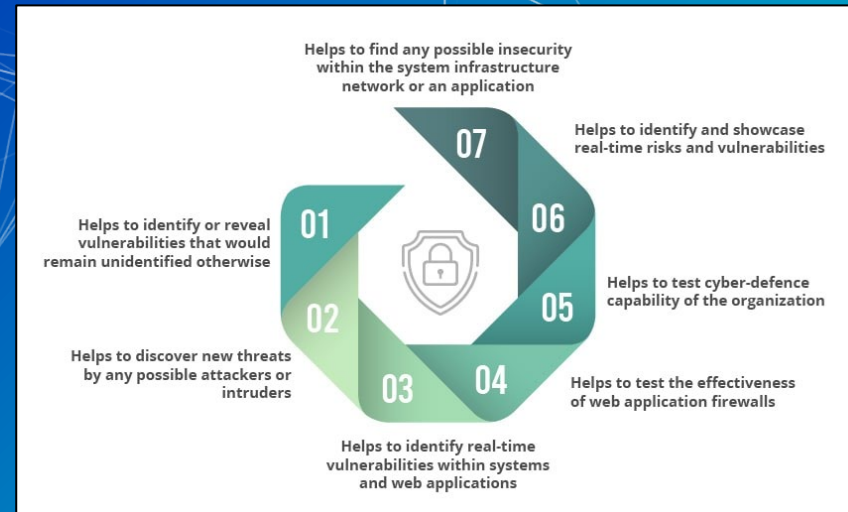 01
Helps to identify or reveal
vulnerabilities that would
remain unidentified otherwise
02
Helps to discover new threats
by any possible attackers or
intruders
03
Helps to identify real-time
vulnerabilities within systems
and web applications
04
Helps to test the effectiveness
of web application firewalls
05
Helps to test cyber-defence
capability of the organization
06
Helps to identify and showcase
real-time risks and vulnerabilities
07
Helps to find any possible insecurity
within the system infrastructure
network or an application